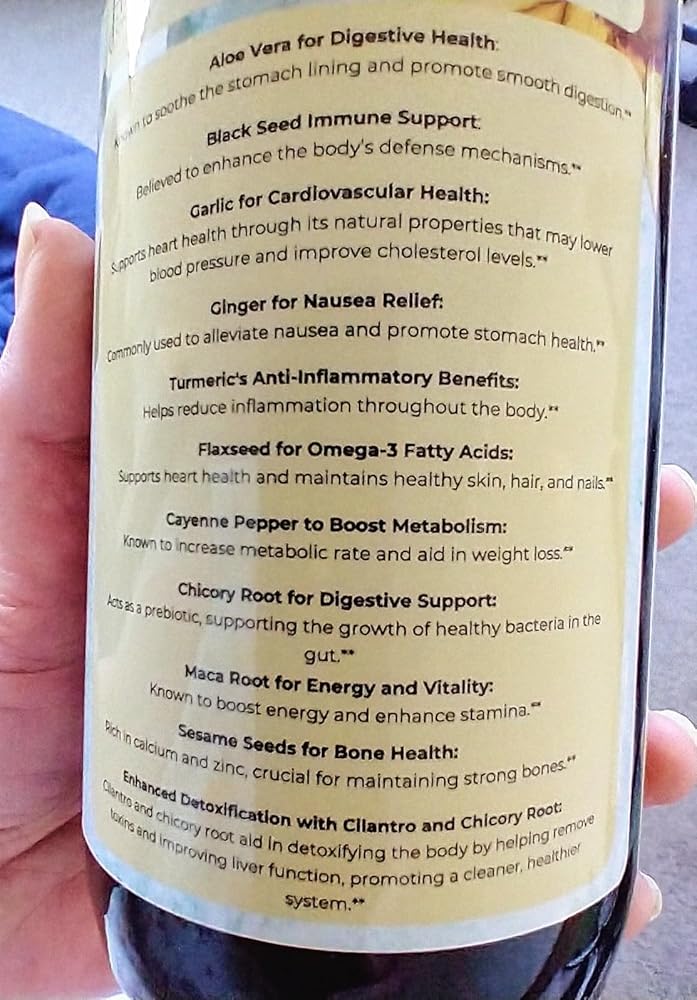 Aloe Vera for Digestive Health:
Known to soothe the stomach lining and promote smooth digestion.**
Black Seed Immune Support:
Believed to enhance the body's defense mechanisms.**
Garlic for Cardiovascular Health:
Supports heart health through its natural properties that may lower
blood pressure and improve cholesterol levels.**
Ginger for Nausea Relief:
Commonly used to alleviate nausea and promote stomach health.**
Turmeric's Anti-Inflammatory Benefits:
Helps reduce inflammation throughout the body.**
Flaxseed for Omega-3 Fatty Acids:
Supports heart health and maintains healthy skin, hair, and nails.**
Cayenne Pepper to Boost Metabolism:
Known to increase metabolic rate and aid in weight loss.**
Chicory Root for Digestive Support:
Acts as a prebiotic, supporting the growth of healthy bacteria in the
gut.**
Maca Root for Energy and Vitality:
Known to boost energy and enhance stamina.**
Sesame Seeds for Bone Health:
Rich in calcium and zinc, crucial for maintaining strong bones.**
Enhanced Detoxification with Cilantro and Chicory Root:
Cilantro and chicory root aid in detoxifying the body by helping remove
toxins and improving liver function, promoting a cleaner, healthier
system.**